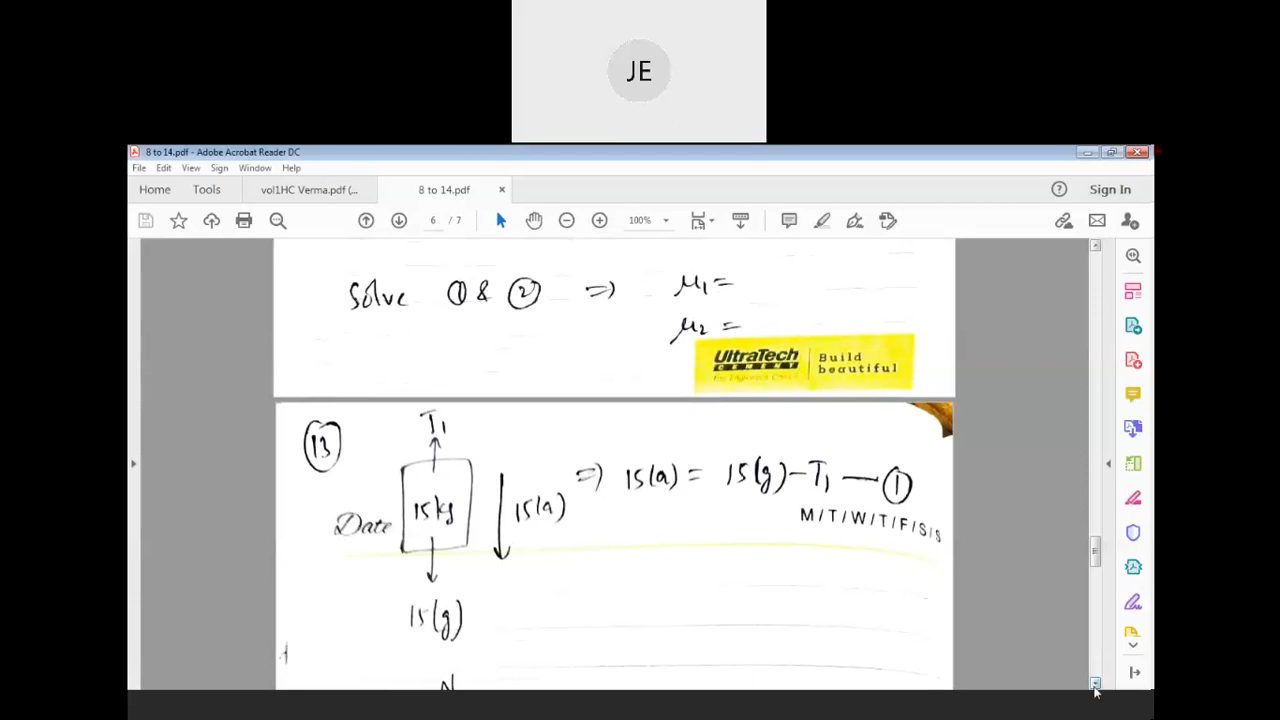 JE
8 to 14.pdf - Adobe Acrobat Reader DC
File Edit View Sign Window Help
Home Tools vol1HC Verma.pdf (... 8 to 14.pdf × Sign In
6 / 7 100%
Solve ① & ② => μ₁ =
μ₂ =
UltraTech
CEMENT
Build
beautiful
⑬ T₁
15kg 15(a) => 15(a) = 15(g) - T₁ — ①
Date
M/T/W/T/F/S/S
15(g)
N